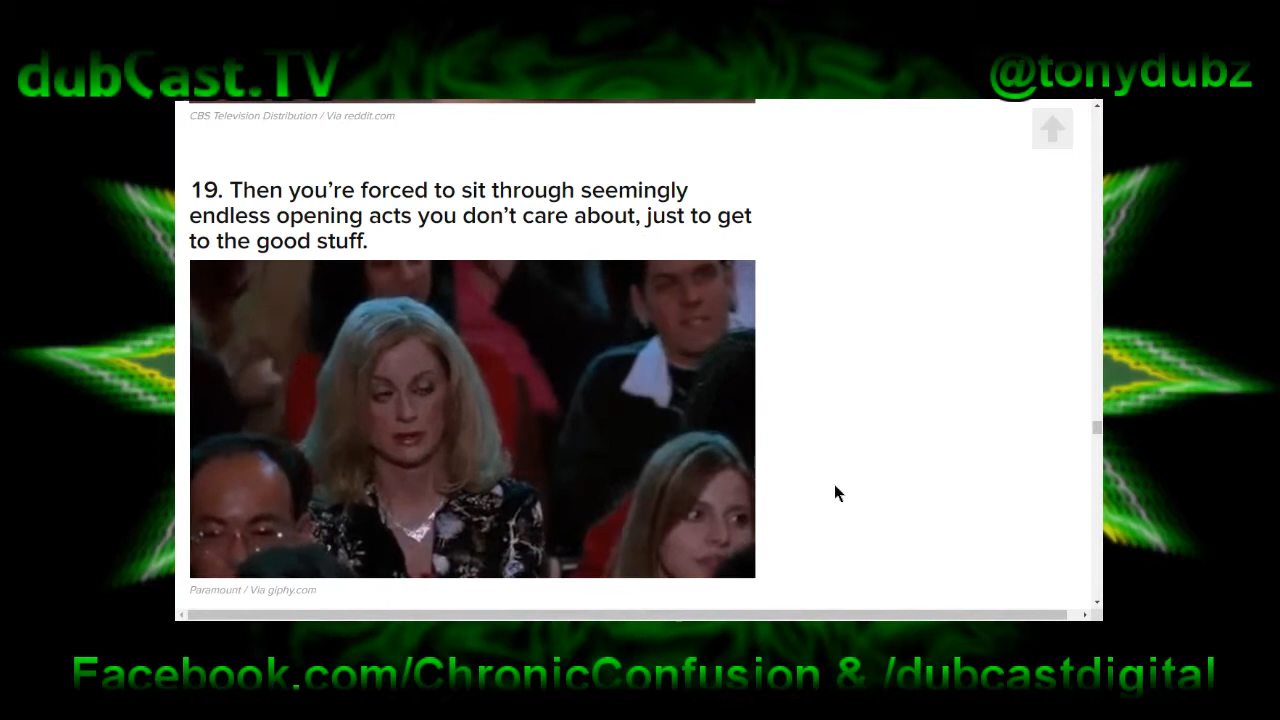 dubCast.TV
@tonydubz
CBS Television Distribution / Via reddit.com
19. Then you’re forced to sit through seemingly
endless opening acts you don’t care about, just to get
to the good stuff.
Paramount / Via giphy.com
Facebook.com/ChronicConfusion & /dubcastdigital